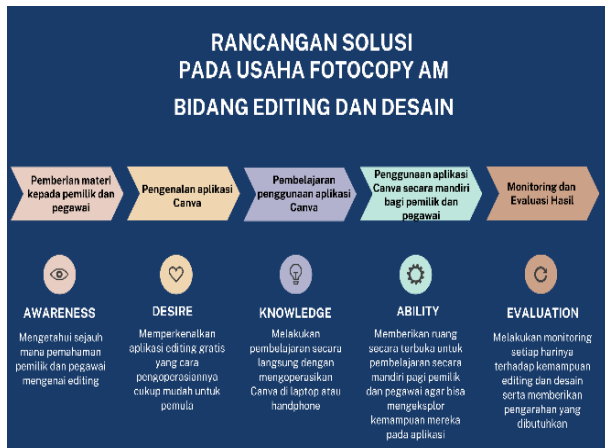 RANCANGAN SOLUSI
PADA USAHA FOTOCOPY AM
BIDANG EDITING DAN DESAIN
Pemberian materi
kepada pemilik dan
pegawai
Pengenalan aplikasi
Canva
Pembelajaran
penggunaan aplikasi
Canva
Penggunaan aplikasi
Canva secara mandiri
bagi pemilik dan
pegawai
Monitoring dan
Evaluasi Hasil
AWARENESS
Mengetahui sejauh
mana pemahaman
pemilik dan pegawai
mengenai editing
DESIRE
Memperkenalkan
aplikasi editing gratis
yang cara
pengoperasiannya
cukup mudah untuk
pemula
KNOWLEDGE
Melakukan
pembelajaran secara
langsung dengan
mengoperasikan
Canva di laptop atau
handphone
ABILITY
Memberikan ruang
secara terbuka untuk
pembelajaran secara
mandiri pagi pemilik
dan pegawai agar bisa
mengeksplor
kemampuan mereka
pada aplikasi
EVALUATION
Melakukan monitoring
setiap harinya
terhadap kemampuan
editing dan desain
serta memberikan
pengarahan yang
dibutuhkan